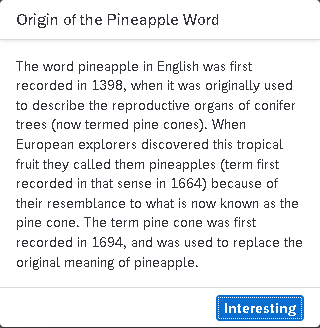 Origin of the Pineapple Word
The word pineapple in English was first
recorded in 1398, when it was originally used
to describe the reproductive organs of conifer
trees (now termed pine cones). When
European explorers discovered this tropical
fruit they called them pineapples (term first
recorded in that sense in 1664) because of
their resemblance to what is now known as the
pine cone. The term pine cone was first
recorded in 1694, and was used to replace the
original meaning of pineapple.
Interesting